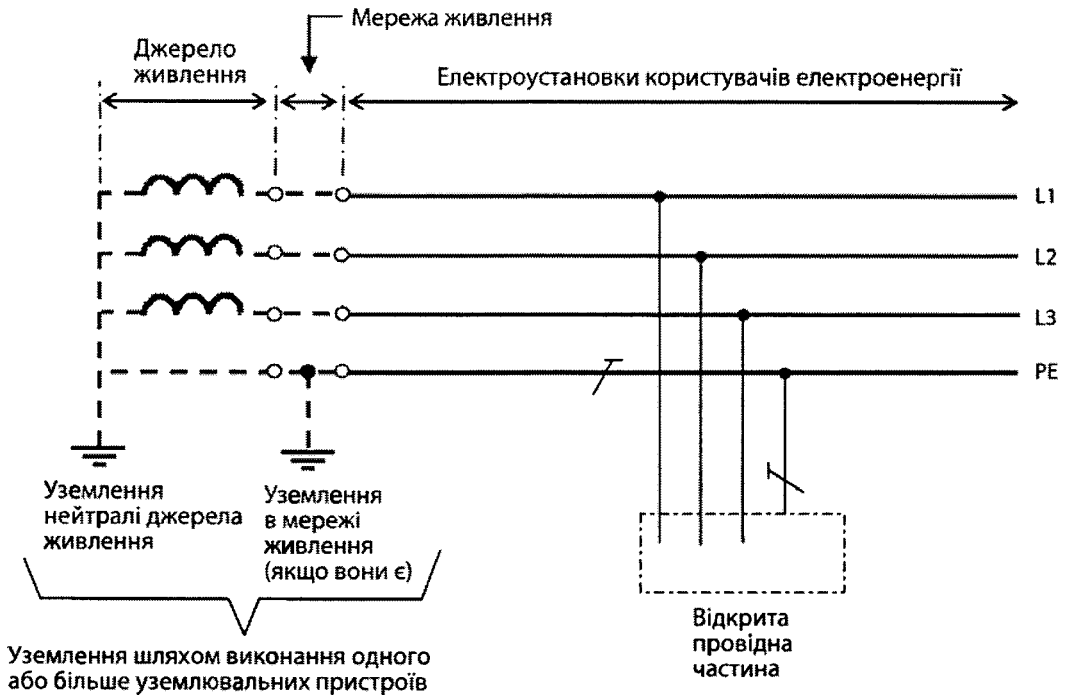 Мережа живлення
Джерело
живлення
Електроустановки користувачів електроенергії
L1
L2
L3
PE
Уземлення
нейтралі джерела
живлення
Уземлення
в мережі
живлення
(якщо вони є)
Відкрита
провідна
частина
Уземлення шляхом виконання одного
або більше уземлювальних пристроїв